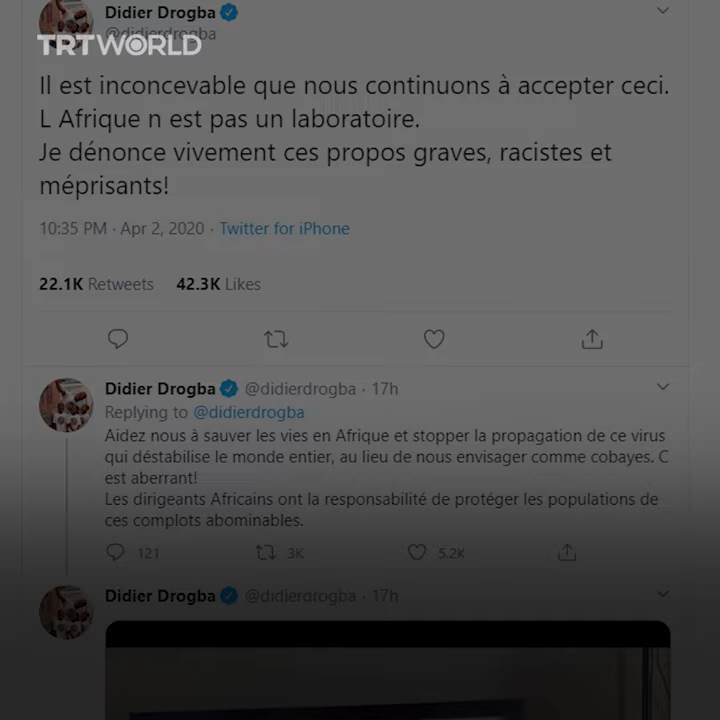 Didier Drogba
@didierdrogba
TRT WORLD
Il est inconcevable que nous continuons à accepter ceci.
L Afrique n est pas un laboratoire.
Je dénonce vivement ces propos graves, racistes et
méprisants!
10:35 PM · Apr 2, 2020 · Twitter for iPhone
22.1K Retweets 42.3K Likes
Didier Drogba @didierdrogba · 17h
Replying to @didierdrogba
Aidez nous à sauver les vies en Afrique et stopper la propagation de ce virus
qui déstabilise le monde entier, au lieu de nous envisager comme cobayes. C
est aberrant!
Les dirigeants Africains ont la responsabilité de protéger les populations de
ces complots abominables.
121 3K 5.2K
Didier Drogba @didierdrogba · 17h